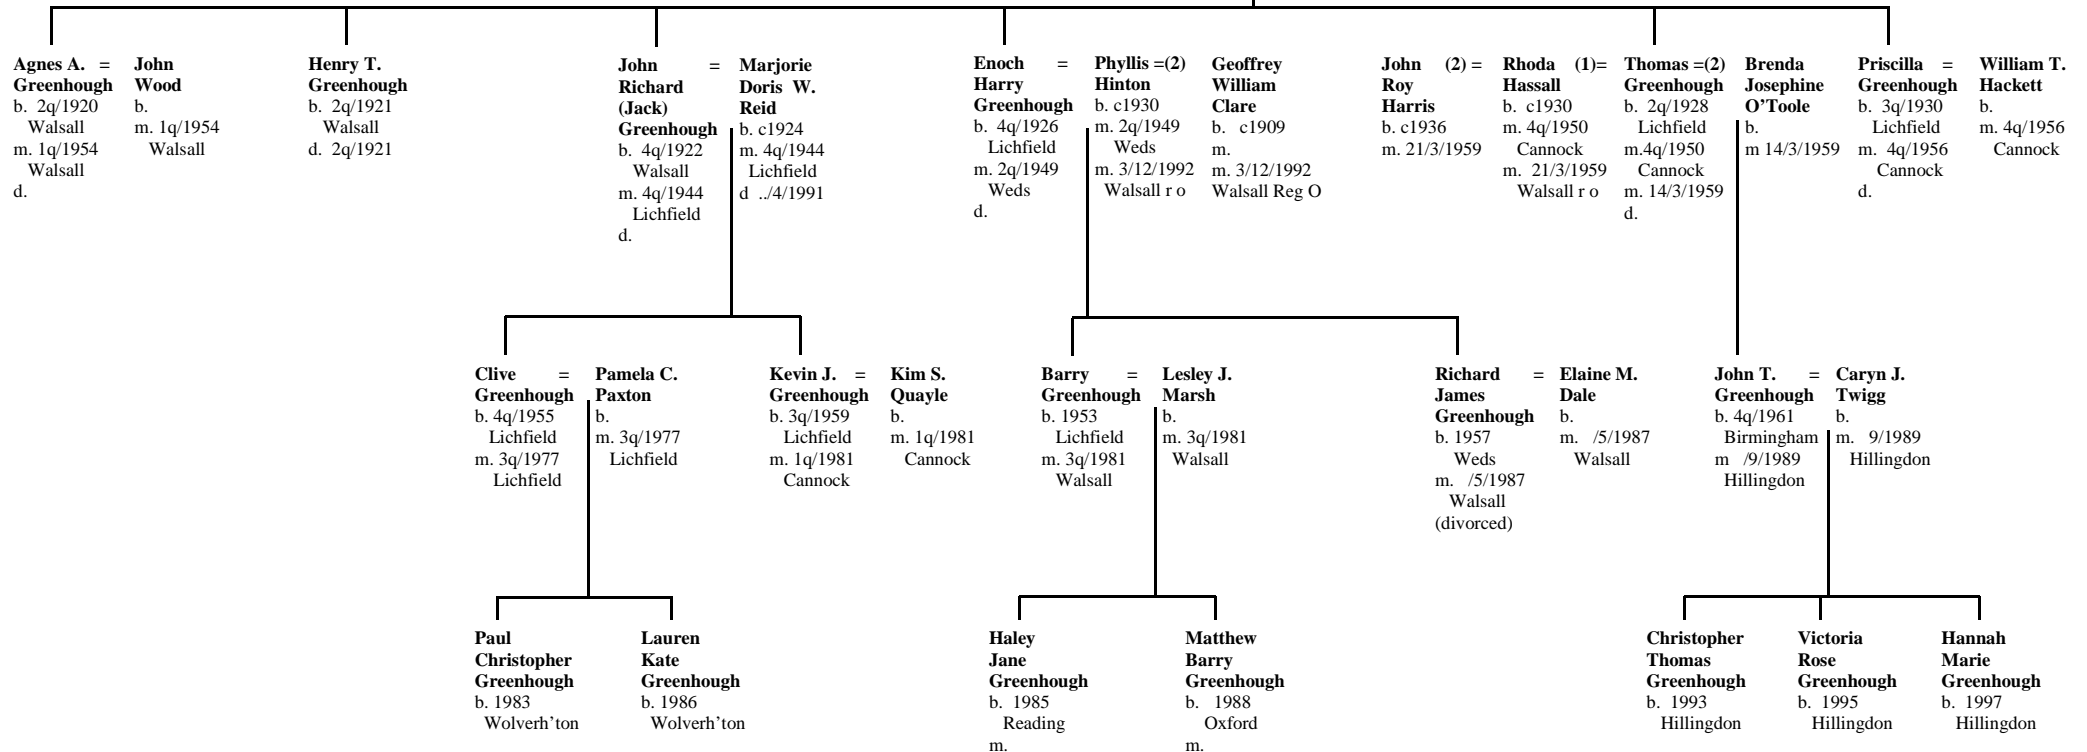 Agnes A. =
Greenhough
b. 2q/1920
Walsall
m. 1q/1954
Walsall
d.
John
Wood
b.
m. 1q/1954
Walsall
Henry T.
Greenhough
b. 2q/1921
Walsall
d. 2q/1921
John =
Richard
(Jack)
Greenhough
b. 4q/1922
Walsall
m. 4q/1944
Lichfield
d.
Marjorie
Doris W.
Reid
b. c1924
m. 4q/1944
Lichfield
d ../4/1991
Enoch =
Harry
Greenhough
b. 4q/1926
Lichfield
m. 2q/1949
Weds
d.
Phyllis =(2)
Hinton
b. c1930
m. 2q/1949
Weds
m. 3/12/1992
Walsall r o
Geoffrey
William
Clare
b. c1909
m.
m. 3/12/1992
Walsall Reg O
John (2) =
Roy
Harris
b. c1936
m. 21/3/1959
Rhoda (1)=
Hassall
b. c1930
m. 4q/1950
Cannock
m. 21/3/1959
Walsall r o
Thomas =(2)
Greenhough
b. 2q/1928
Lichfield
m.4q/1950
Cannock
m. 14/3/1959
d.
Brenda
Josephine
O’Toole
b.
m 14/3/1959
Priscilla =
Greenhough
b. 3q/1930
Lichfield
m. 4q/1956
Cannock
d.
William T.
Hackett
b.
m. 4q/1956
Cannock
Clive =
Greenhough
b. 4q/1955
Lichfield
m. 3q/1977
Lichfield
Pamela C.
Paxton
b.
m. 3q/1977
Lichfield
Kevin J. =
Greenhough
b. 3q/1959
Lichfield
m. 1q/1981
Cannock
Kim S.
Quayle
b.
m. 1q/1981
Cannock
Barry =
Greenhough
b. 1953
Lichfield
m. 3q/1981
Walsall
Lesley J.
Marsh
b.
m. 3q/1981
Walsall
Richard =
James
Greenhough
b. 1957
Weds
m. /5/1987
Walsall
(divorced)
Elaine M.
Dale
b.
m. /5/1987
Walsall
John T. =
Greenhough
b. 4q/1961
Birmingham
m /9/1989
Hillingdon
Caryn J.
Twigg
b.
m. 9/1989
Hillingdon
Paul
Christopher
Greenhough
b. 1983
Wolverh’ton
Lauren
Kate
Greenhough
b. 1986
Wolverh’ton
Haley
Jane
Greenhough
b. 1985
Reading
m.
Matthew
Barry
Greenhough
b. 1988
Oxford
m.
Christopher
Thomas
Greenhough
b. 1993
Hillingdon
Victoria
Rose
Greenhough
b. 1995
Hillingdon
Hannah
Marie
Greenhough
b. 1997
Hillingdon